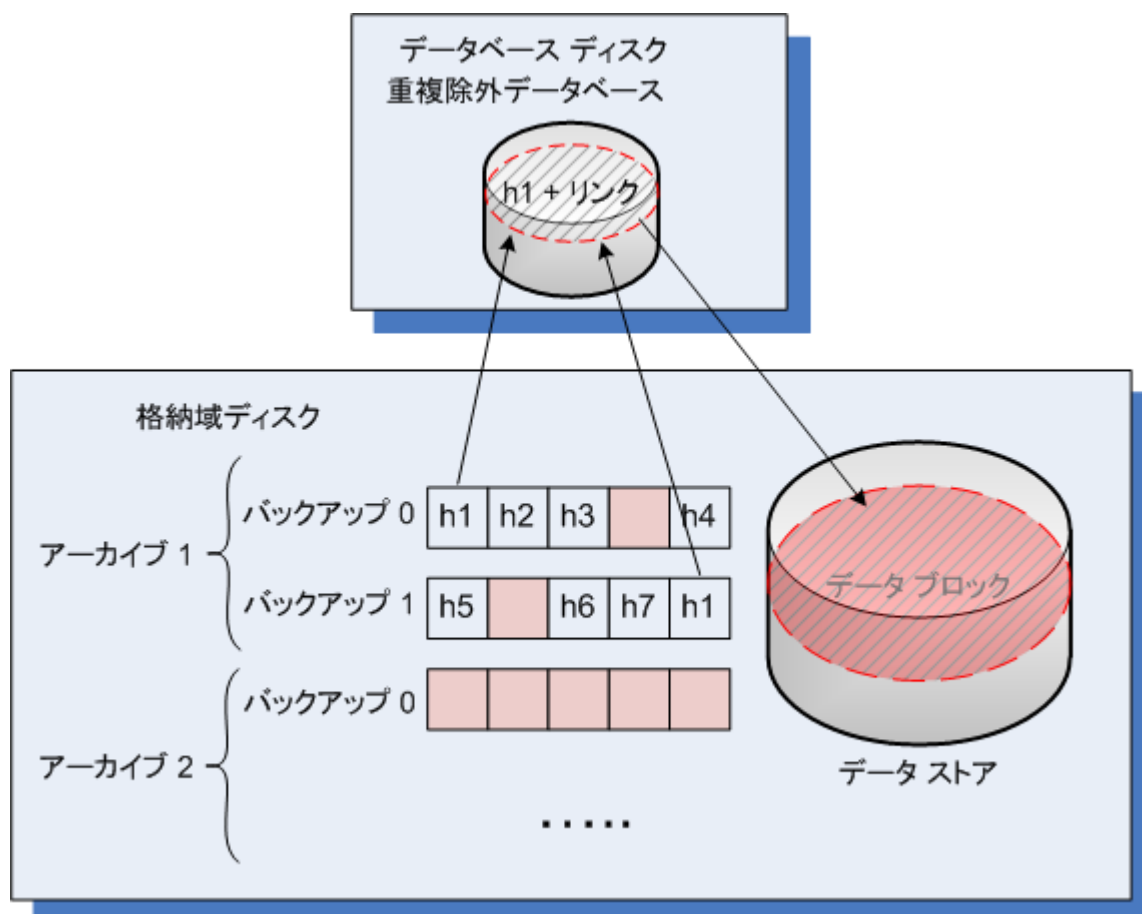 データベース ディスク
重複除外データベース
h1 + リンク
格納域ディスク
アーカイブ 1
バックアップ 0
h1 h2 h3 h4
バックアップ 1
h5 h6 h7 h1
データ ブロック
アーカイブ 2
バックアップ 0
データ ストア
.....